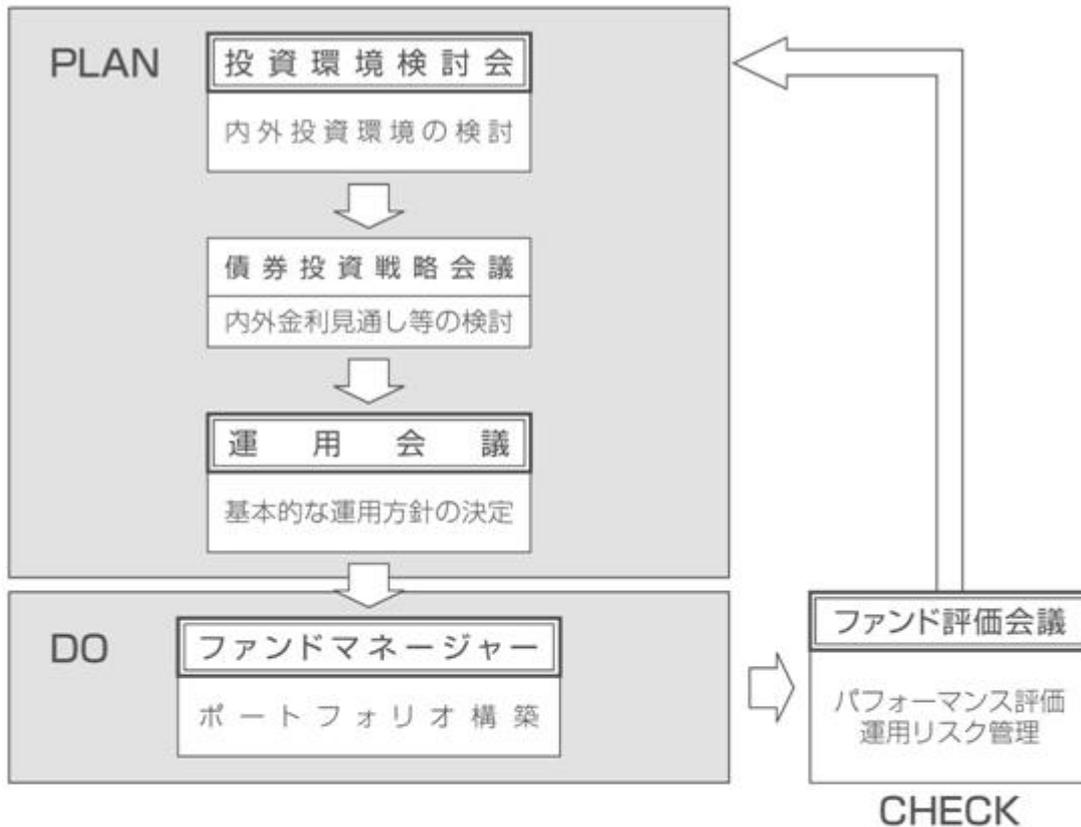 PLAN
投資環境検討会
内外投資環境の検討
債券投資戦略会議
内外金利見通し等の検討
運用会議
基本的な運用方針の決定
DO
ファンドマネージャー
ポートフォリオ構築
ファンド評価会議
パフォーマンス評価
運用リスク管理
CHECK